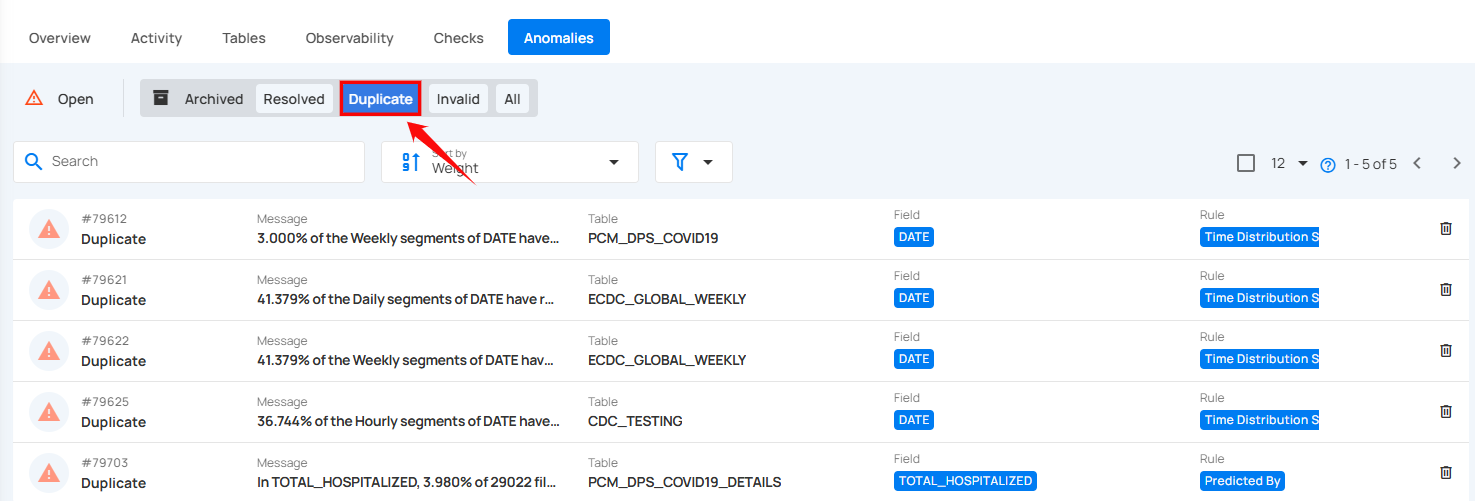 Overview Activity Tables Observability Checks Anomalies
Open Archived Resolved Duplicate Invalid All
Search
Sort by
Weight
12 1 - 5 of 5
#79612 Message Table Field Rule
Duplicate 3.000% of the Weekly segments of DATE have... PCM_DPS_COVID19 DATE Time Distribution S
#79621 Message Table Field Rule
Duplicate 41.379% of the Daily segments of DATE have r... ECDC_GLOBAL_WEEKLY DATE Time Distribution S
#79622 Message Table Field Rule
Duplicate 41.379% of the Weekly segments of DATE hav... ECDC_GLOBAL_WEEKLY DATE Time Distribution S
#79625 Message Table Field Rule
Duplicate 36.744% of the Hourly segments of DATE have... CDC_TESTING DATE Time Distribution S
#79703 Message Table Field Rule
Duplicate In TOTAL_HOSPITALIZED, 3.980% of 29022 fil... PCM_DPS_COVID19_DETAILS TOTAL_HOSPITALIZED Predicted By